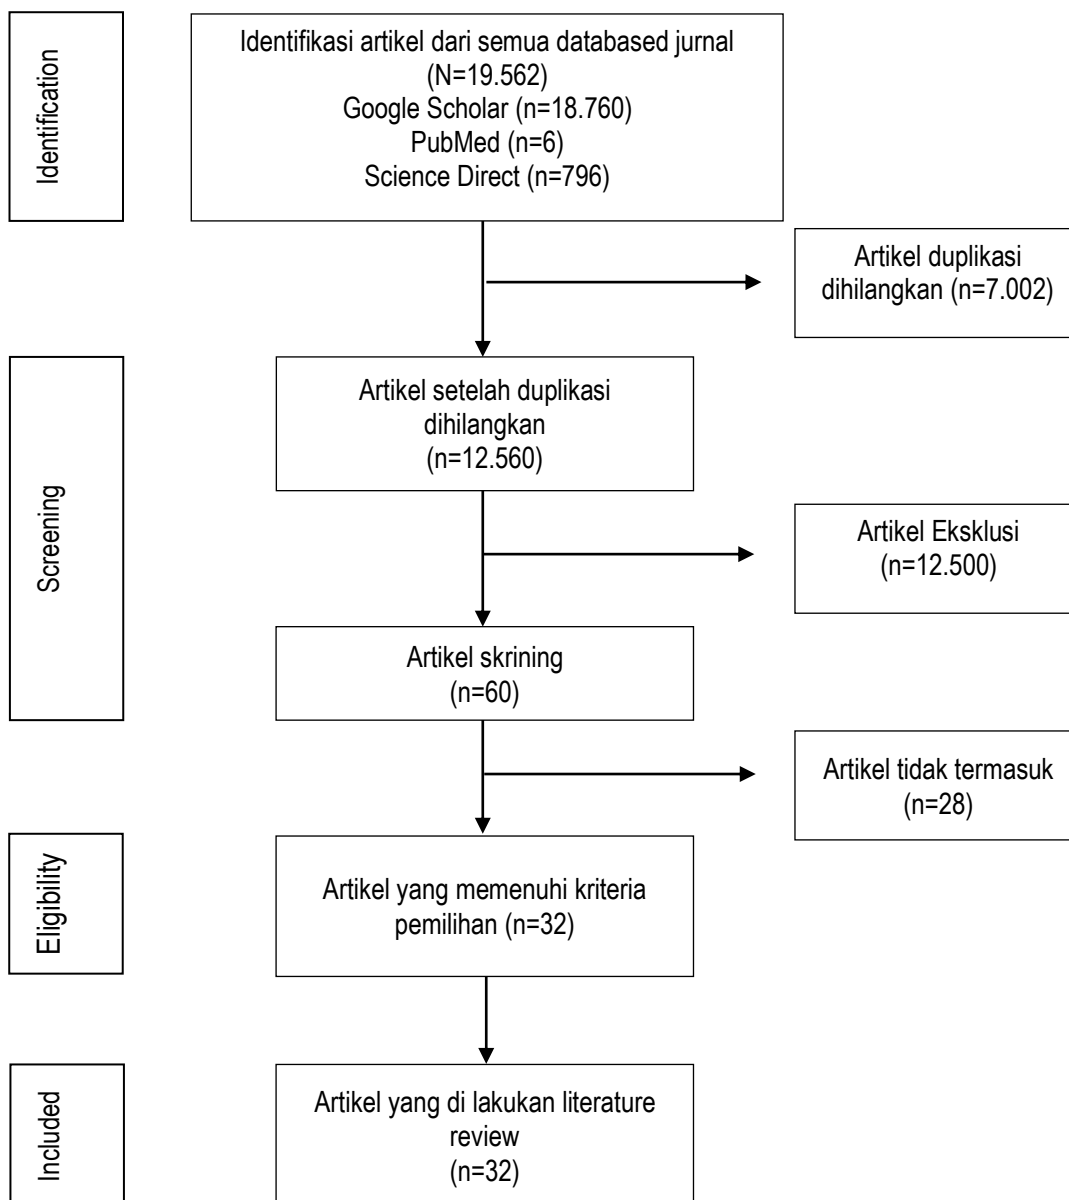 Identification
Identifikasi artikel dari semua databased jurnal
(N=19.562)
Google Scholar (n=18.760)
PubMed (n=6)
Science Direct (n=796)
Artikel duplikasi
dihilangkan (n=7.002)
Screening
Artikel setelah duplikasi
dihilangkan
(n=12.560)
Artikel Eksklusi
(n=12.500)
Artikel skrining
(n=60)
Artikel tidak termasuk
(n=28)
Eligibility
Artikel yang memenuhi kriteria
pemilihan (n=32)
Included
Artikel yang di lakukan literature
review
(n=32)